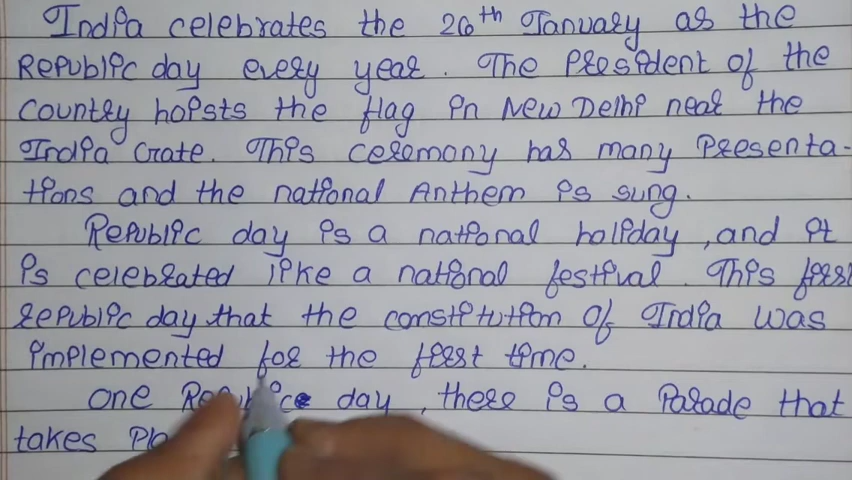 India celebrates the 26th January as the
Republic day every year. The President of the
country hoists the flag in New Delhi near the
India Gate. This ceremony has many Presenta-
tions and the national Anthem is sung.
Republic day is a national holiday, and it
is celebrated like a national festival. This first
republic day that the constitution of India was
implemented for the first time.
One day, there is a Parade that
takes